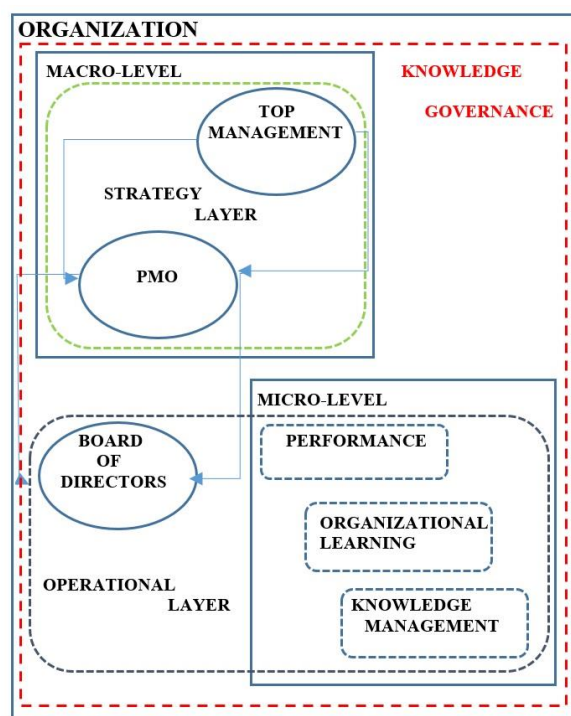 ORGANIZATION
MACRO-LEVEL
KNOWLEDGE
GOVERNANCE
TOP
MANAGEMENT
STRATEGY
LAYER
PMO
MICRO-LEVEL
BOARD
OF
DIRECTORS
PERFORMANCE
ORGANIZATIONAL
LEARNING
OPERATIONAL
LAYER
KNOWLEDGE
MANAGEMENT